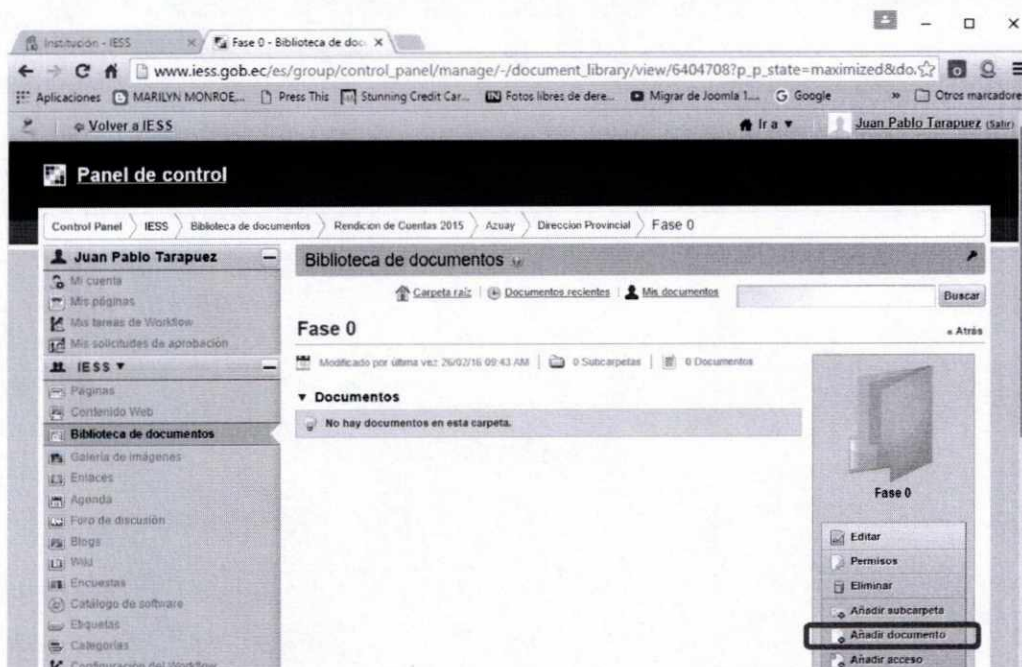 Institución - IESS
Fase 0 - Biblioteca de doc
www.iess.gob.ec/es/group/control_panel/manage/-/document_library/view/6404708?p_p_state=maximized&do.
Aplicaciones MARILYN MONROE... Press This Stunning Credit Car... Fotos libres de dere... Migrar de Joomla 1.... Google » Otros marcadore
Volver a IESS Ir a ▼ Juan Pablo Tarapuez (Salir)
Panel de control
Control Panel IESS Biblioteca de documentos Rendicion de Cuentas 2015 Azuay Direccion Provincial Fase 0
Juan Pablo Tarapuez
Mi cuenta
Mis páginas
Mis tareas de Workflow
Mis solicitudes de aprobación
IESS ▼
Páginas
Contenido Web
Biblioteca de documentos
Galería de imágenes
Enlaces
Agenda
Foro de discusión
Blogs
Wiki
Encuestas
Catálogo de software
Etiquetas
Categorías
Configuración del Workflow
Biblioteca de documentos
Carpeta raíz Documentos recientes Mis documentos Buscar
Fase 0 « Atrás
Modificado por última vez 26/02/16 09:43 AM 0 Subcarpetas 0 Documentos
▼ Documentos
No hay documentos en esta carpeta.
Fase 0
Editar
Permisos
Eliminar
Añadir subcarpeta
Añadir documento
Añadir acceso